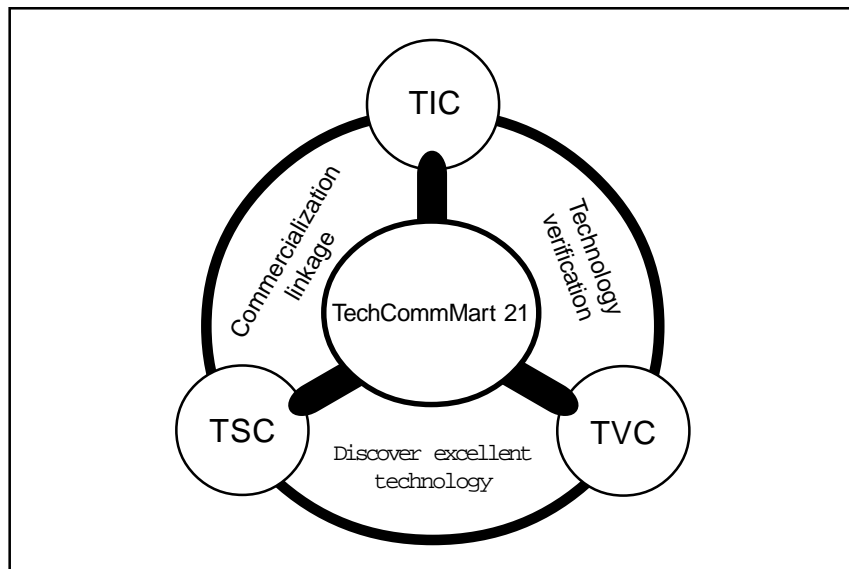 TIC
Commercialization
linkage
Technology
verification
TechCommMart 21
TSC
TVC
Discover excellent
technology